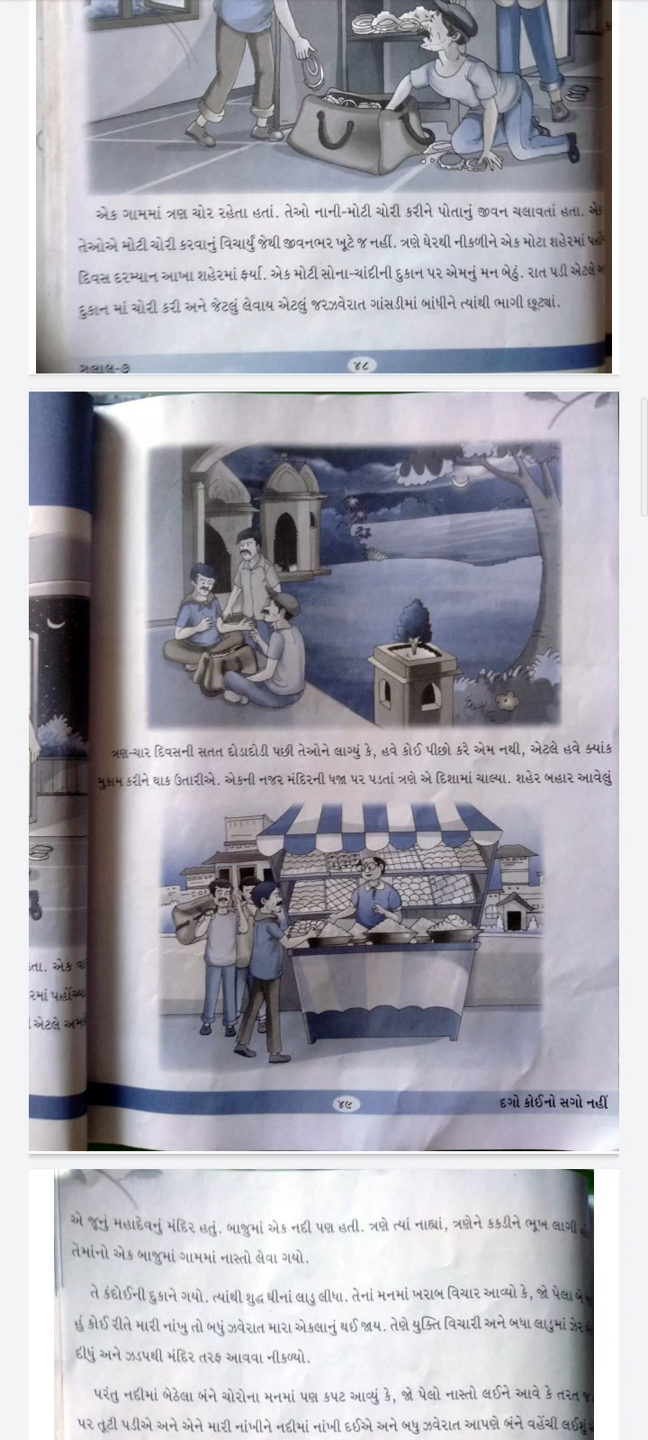 એક ગામમાં ત્રણ ચોર રહેતા હતાં. તેઓ નાની-મોટી ચોરી કરીને પોતાનું જીવન ચલાવતાં હતા.
તેઓએ મોટી ચોરી કરવાનું વિચાર્યું જેથી જીવનભર ખૂટે જ નહીં. ત્રણે ઘેરથી નીકળીને એક મોટા શહેરમાં
દિવસ દરમ્યાન આખા શહેરમાં ફર્યા. એક મોટી સોના-ચાંદીની દુકાન પર એમનું મન બેઠું. રાત પડી એટલે
દુકાન માં ચોરી કરી અને જેટલું લેવાય એટલું જરઝવેરાત ગાંસડીમાં બાંધીને ત્યાંથી ભાગી છૂટ્યાં.
ગલાલ-૭
૪૮
ત્રણ-ચાર દિવસની સતત દોડાદોડી પછી તેઓને લાગ્યું કે, હવે કોઈ પીછો કરે એમ નથી, એટલે હવે ક્યાંક
મુકામ કરીને થાક ઉતારીએ. એકની નજર મંદિરની ધજા પર પડતાં ત્રણે એ દિશામાં ચાલ્યા. શહેર બહાર આવેલું
તા. એક
રમાં પહોંચ્યા
એટલે
૪૯
દગો કોઈનો સગો નહીં
એ જૂનું મહાદેવનું મંદિર હતું. બાજુમાં એક નદી પણ હતી. ત્રણે ત્યાં નાહ્યાં, ત્રણેને કકડીને ભૂખ લાગી
તેમાંનો એક બાજુમાં ગામમાં નાસ્તો લેવા ગયો.
તે કંદોઈની દુકાને ગયો. ત્યાંથી શુદ્ધ ઘીનાં લાડુ લીધા. તેનાં મનમાં ખરાબ વિચાર આવ્યો કે, જો પેલા બે
હું કોઈ રીતે મારી નાંખુ તો બધું ઝવેરાત મારા એકલાનું થઈ જાય. તેણે યુક્તિ વિચારી અને બધા લાડુમાં ઝેર
દીધું અને ઝડપથી મંદિર તરફ આવવા નીકળ્યો.
પરંતુ નદીમાં બેઠેલા બંને ચોરોના મનમાં પણ કપટ આવ્યું કે, જો પેલો નાસ્તો લઈને આવે કે તરત જ
પર તૂટી પડીએ અને એને મારી નાંખીને નદીમાં નાંખી દઈએ અને બધુ ઝવેરાત આપણે બંને વહેંચી લઈશું